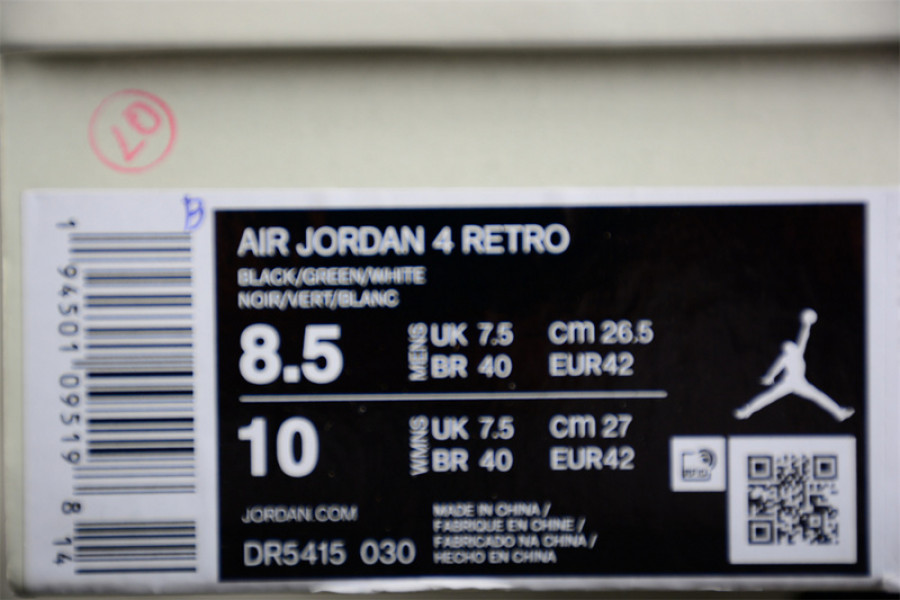 07
B
1 94501 09519 8 14
AIR JORDAN 4 RETRO
BLACK/GREEN/WHITE
NOIR/VERT/BLANC
8.5 MENS UK 7.5 cm 26.5
BR 40 EUR42
10 WMNS UK 7.5 cm 27
BR 40 EUR42
JORDAN.COM
DR5415 030
MADE IN CHINA /
FABRIQUE EN CHINE /
FABRICADO NA CHINA /
HECHO EN CHINA
RFID